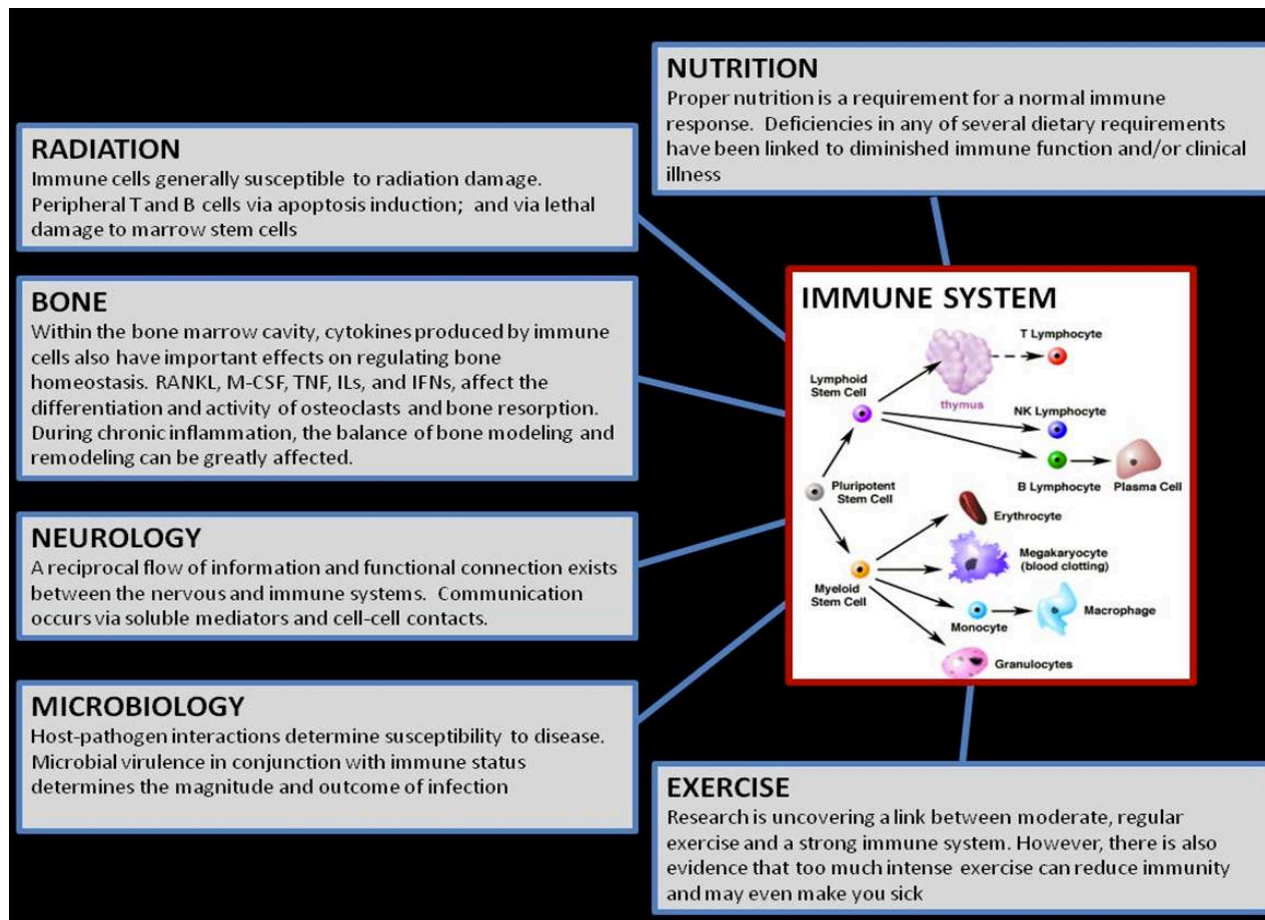 NUTRITION
Proper nutrition is a requirement for a normal immune
response. Deficiencies in any of several dietary requirements
have been linked to diminished immune function and/or clinical
illness
RADIATION
Immune cells generally susceptible to radiation damage.
Peripheral T and B cells via apoptosis induction; and via lethal
damage to marrow stem cells
BONE
Within the bone marrow cavity, cytokines produced by immune
cells also have important effects on regulating bone
homeostasis. RANKL, M-CSF, TNF, ILs, and IFNs, affect the
differentiation and activity of osteoclasts and bone resorption.
During chronic inflammation, the balance of bone modeling and
remodeling can be greatly affected.
NEUROLOGY
A reciprocal flow of information and functional connection exists
between the nervous and immune systems. Communication
occurs via soluble mediators and cell-cell contacts.
MICROBIOLOGY
Host-pathogen interactions determine susceptibility to disease.
Microbial virulence in conjunction with immune status
determines the magnitude and outcome of infection
IMMUNE SYSTEM
T Lymphocyte
Lymphoid
Stem Cell
thymus
NK Lymphocyte
B Lymphocyte
Plasma Cell
Pluripotent
Stem Cell
Erythrocyte
Megakaryocyte
(blood clotting)
Myeloid
Stem Cell
Monocyte
Macrophage
Granulocytes
EXERCISE
Research is uncovering a link between moderate, regular
exercise and a strong immune system. However, there is also
evidence that too much intense exercise can reduce immunity
and may even make you sick